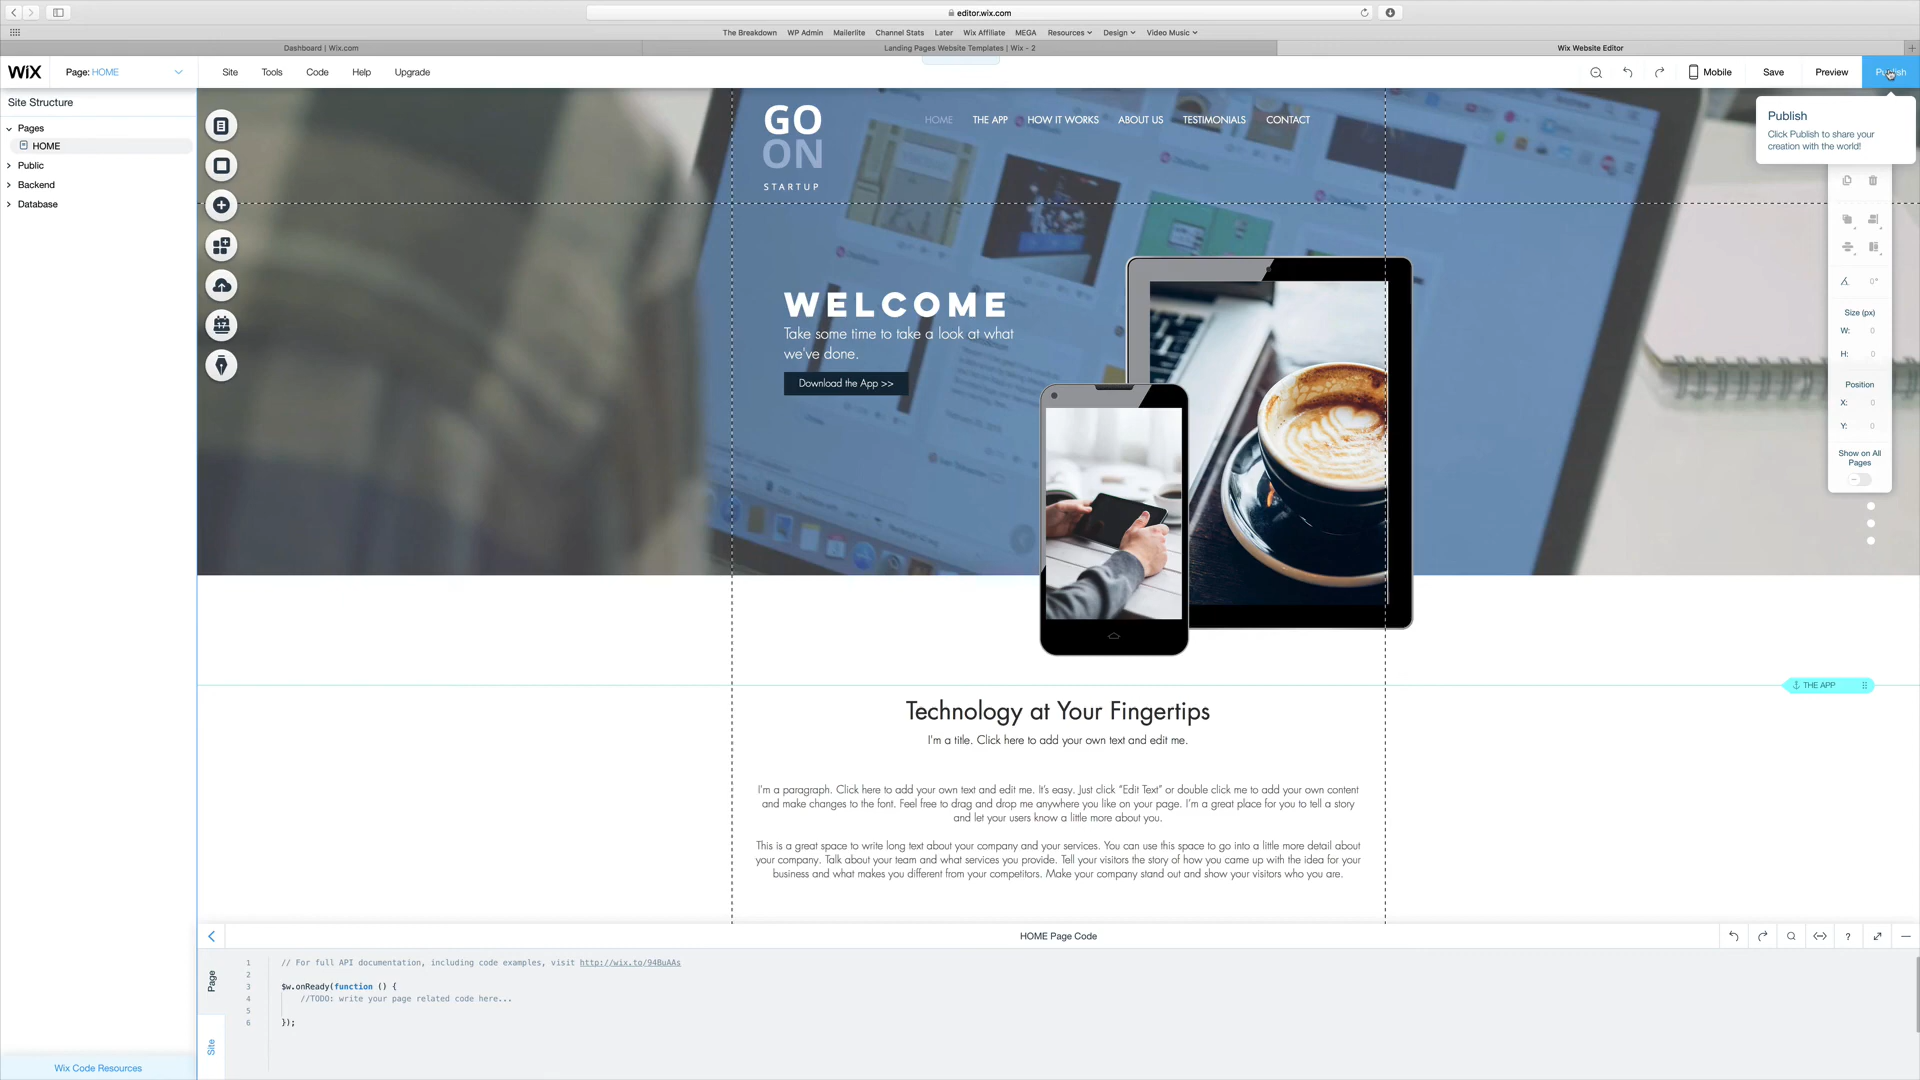 editor.wix.com
The Breakdown WP Admin Mailerlite Channel Stats Later Wix Affiliate MEGA Resources Design Video Music
Dashboard | Wix.com Landing Pages Website Templates | Wix - 2 Wix Website Editor
WiX Page: HOME Site Tools Code Help Upgrade Mobile Save Preview Publish
Site Structure
Pages
HOME
Public
Backend
Database
GO
ON
STARTUP
HOME THE APP HOW IT WORKS ABOUT US TESTIMONIALS CONTACT
Publish
Click Publish to share your
creation with the world!
17
WELCOME
Take some time to take a look at what
we've done.
Download the App >>
0°
Size (px)
W: 0
H: 0
Position
X: 0
Y: 0
Show on All
Pages
THE APP
Technology at Your Fingertips
I'm a title. Click here to add your own text and edit me.
I'm a paragraph. Click here to add your own text and edit me. It's easy. Just click “Edit Text” or double click me to add your own content
and make changes to the font. Feel free to drag and drop me anywhere you like on your page. I'm a great place for you to tell a story
and let your users know a little more about you.
This is a great space to write long text about your company and your services. You can use this space to go into a little more detail about
your company. Talk about your team and what services you provide. Tell your visitors the story of how you came up with the idea for your
business and what makes you different from your competitors. Make your company stand out and show your visitors who you are.
HOME Page Code
?
Page
Site
1 // For full API documentation, including code examples, visit http://wix.to/94BuAAs
2
3 $w.onReady(function () {
4 //TODO: write your page related code here...
5
6 });
Wix Code Resources